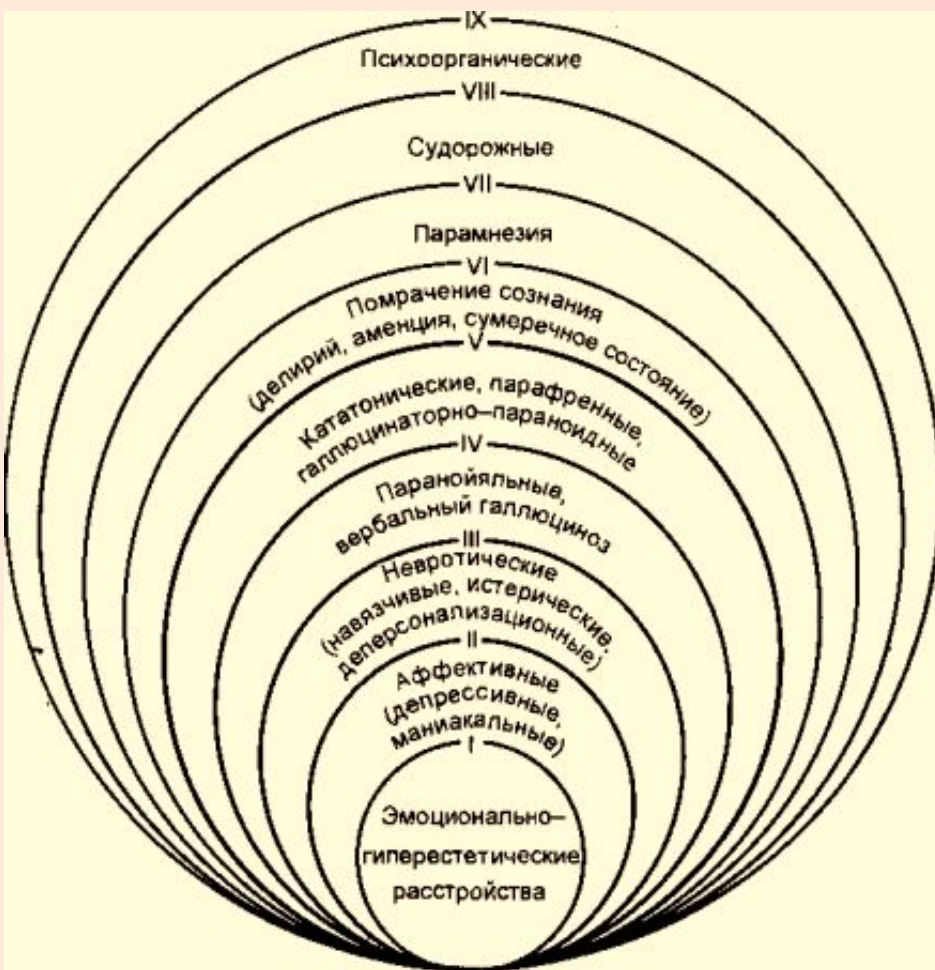 IX
Психоорганические
VIII
Судорожные
VII
Парамнезия
VI
Помрачение сознания
(делирий, аменция, сумеречное состояние)
V
Кататонические, парафренные,
галлюцинаторно–параноидные
IV
Паранойяльные,
вербальный галлюциноз
III
Невротические
(навязчивые, истерические,
деперсонализационные)
II
Аффективные
(депрессивные,
маниакальные)
I
Эмоционально–
гиперестетические
расстройства